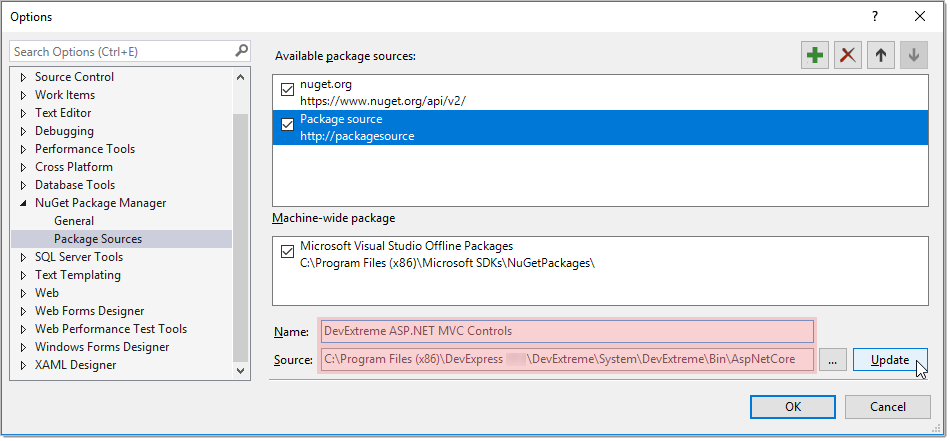 Options
?
Search Options (Ctrl+E)
Source Control
Work Items
Text Editor
Debugging
Performance Tools
Cross Platform
Database Tools
NuGet Package Manager
General
Package Sources
SQL Server Tools
Text Templating
Web
Web Forms Designer
Web Performance Test Tools
Windows Forms Designer
XAML Designer
Available package sources:
nuget.org
https://www.nuget.org/api/v2/
Package source
http://packagesource
Machine-wide package
Microsoft Visual Studio Offline Packages
C:\Program Files (x86)\Microsoft SDKs\NuGetPackages\
Name: DevExtreme ASP.NET MVC Controls
Source: C:\Program Files (x86)\DevExpress \DevExtreme\System\DevExtreme\Bin\AspNetCore ... Update
OK Cancel